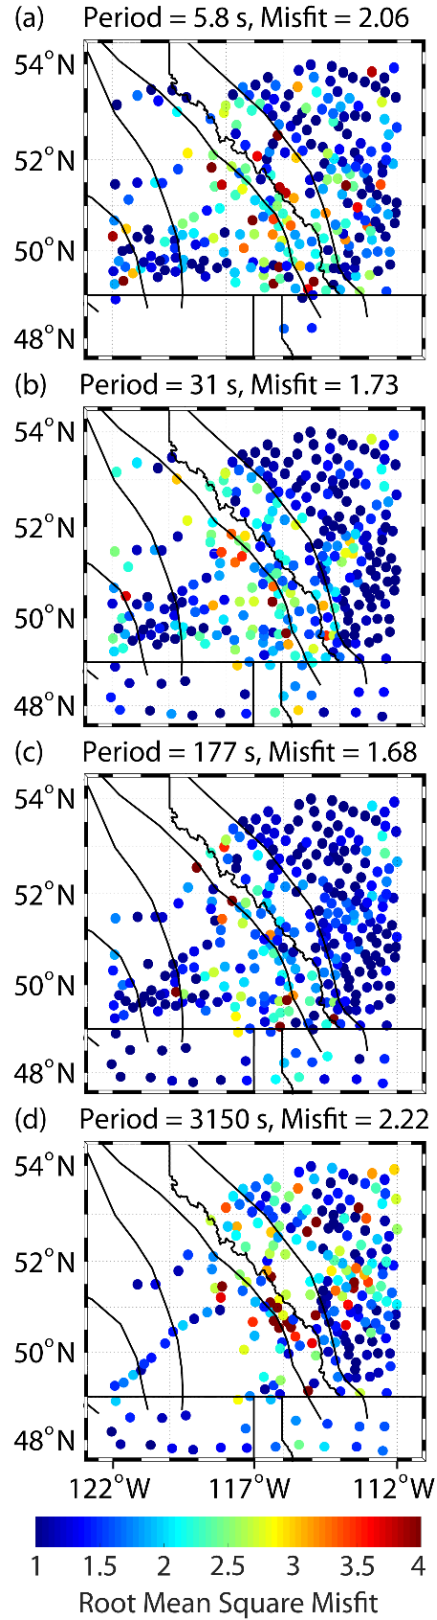 (a) Period = 5.8 s, Misfit = 2.06
54°N
52°N
50°N
48°N
(b) Period = 31 s, Misfit = 1.73
54°N
52°N
50°N
48°N
(c) Period = 177 s, Misfit = 1.68
54°N
52°N
50°N
48°N
(d) Period = 3150 s, Misfit = 2.22
54°N
52°N
50°N
48°N
122°W 117°W 112°W
1 1.5 2 2.5 3 3.5 4
Root Mean Square Misfit